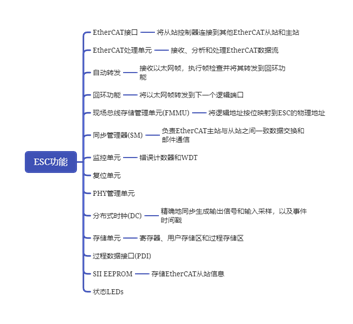 EtherCAT接口
将从站控制器连接到其他EtherCAT从站和主站
EtherCAT处理单元
接收、分析和处理EtherCAT数据流
自动转发
接收以太网帧，执行帧检查并将其转发到回环功
能
回环功能
将以太网帧转发到下一个逻辑端口
现场总线存储管理单元(FMMU)
将逻辑地址按位映射到ESC的物理地址
同步管理器(SM)
负责EtherCAT主站与从站之间一致数据交换和
邮件通信
ESC功能
监控单元
错误计数器和WDT
复位单元
PHY管理单元
分布式时钟(DC)
精确地同步生成输出信号和输入采样，以及事件
时间戳
存储单元
寄存器、用户存储区和过程存储区
过程数据接口(PDI)
SII EEPROM
存储EtherCAT从站信息
状态LEDs